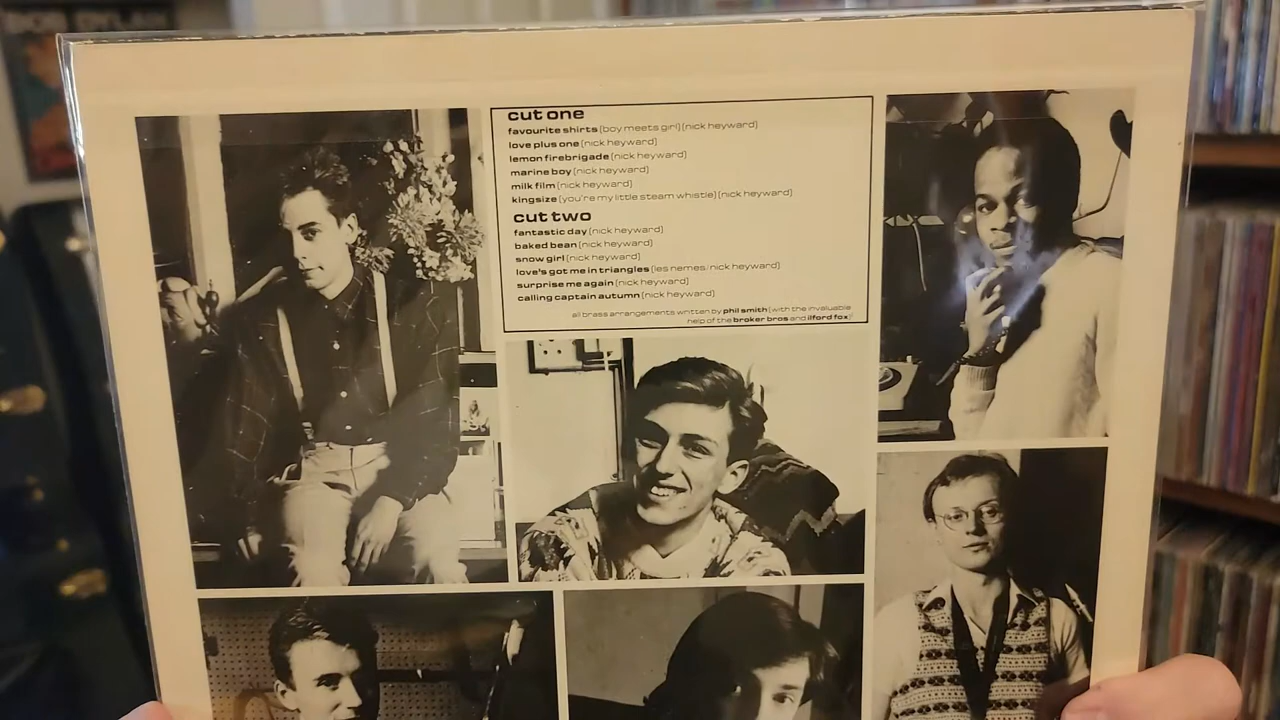 BOB DYLAN
cut one
favourite shirts (boy meets girl) (nick heyward)
love plus one (nick heyward)
lemon firebrigade (nick heyward)
marine boy (nick heyward)
milk film (nick heyward)
kingsize (you're my little steam whistle) (nick heyward)
cut two
fantastic day (nick heyward)
baked bean (nick heyward)
snow girl (nick heyward)
love's got me in triangles (les nemes/nick heyward)
surprise me again (nick heyward)
calling captain autumn (nick heyward)
all brass arrangements written by phil smith (with the invaluable
help of the broker bros and ilford fox)